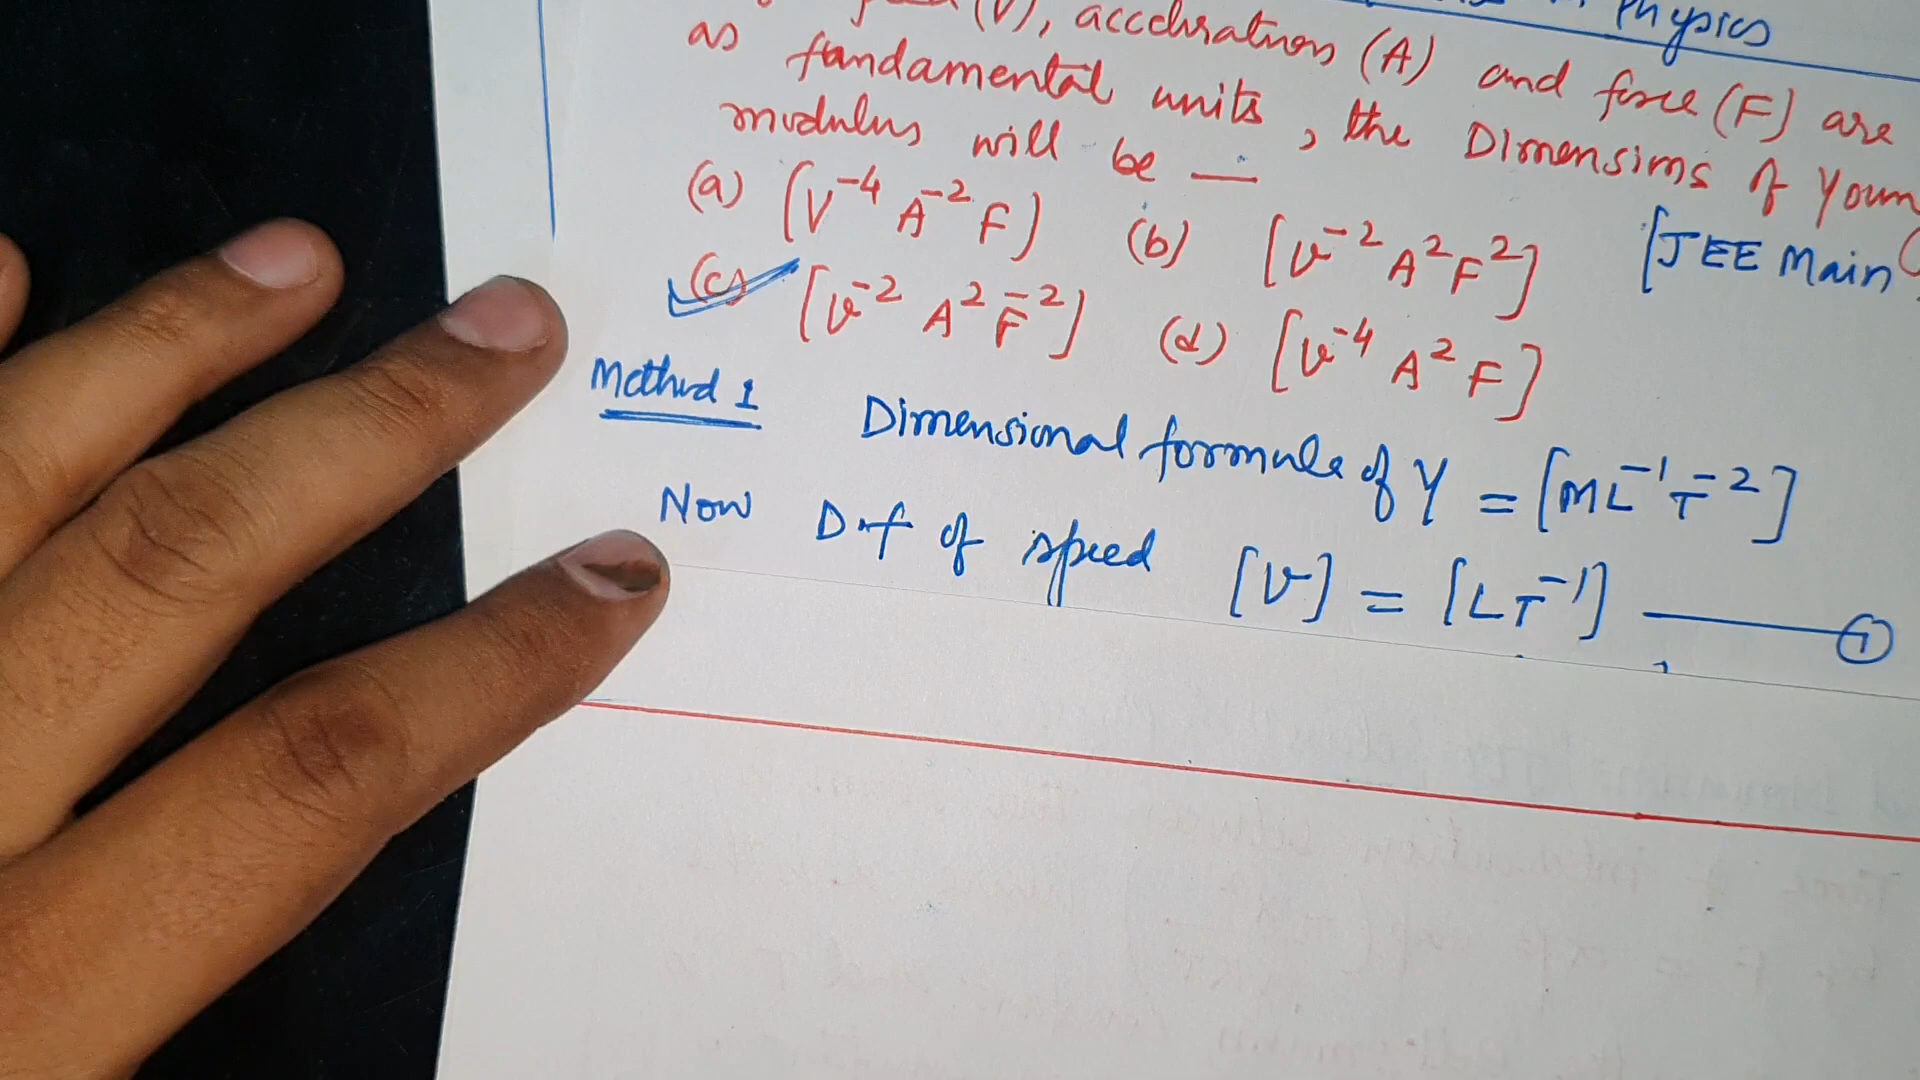 Physics
(V), acceleration (A) and force (F) are
as fundamental units, the Dimensions of Youn
modulus will be —
(a) (V⁻⁴ A⁻² F) (b) [v⁻² A² F²] [JEE Main
(c) [v⁻² A² F⁻²] (d) [v⁻⁴ A² F]
Method 1 Dimensional formula of Y = [ML⁻¹T⁻²]
Now D.f of speed [v] = [LT⁻¹] — ①